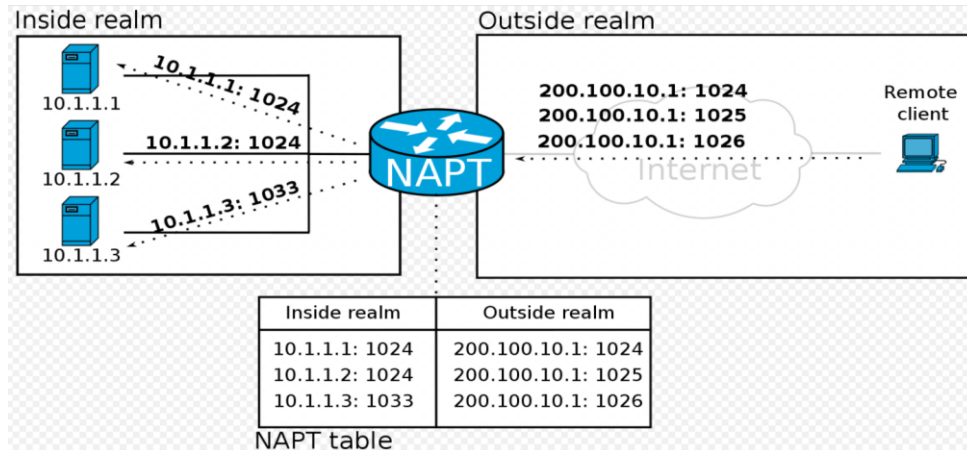 Inside realm
Outside realm
10.1.1.1: 1024
10.1.1.1
10.1.1.2: 1024
10.1.1.2
10.1.1.3: 1033
10.1.1.3
NAPT
200.100.10.1: 1024
200.100.10.1: 1025
200.100.10.1: 1026
Internet
Remote
client
Inside realm Outside realm
10.1.1.1: 1024 200.100.10.1: 1024
10.1.1.2: 1024 200.100.10.1: 1025
10.1.1.3: 1033 200.100.10.1: 1026
NAPT table